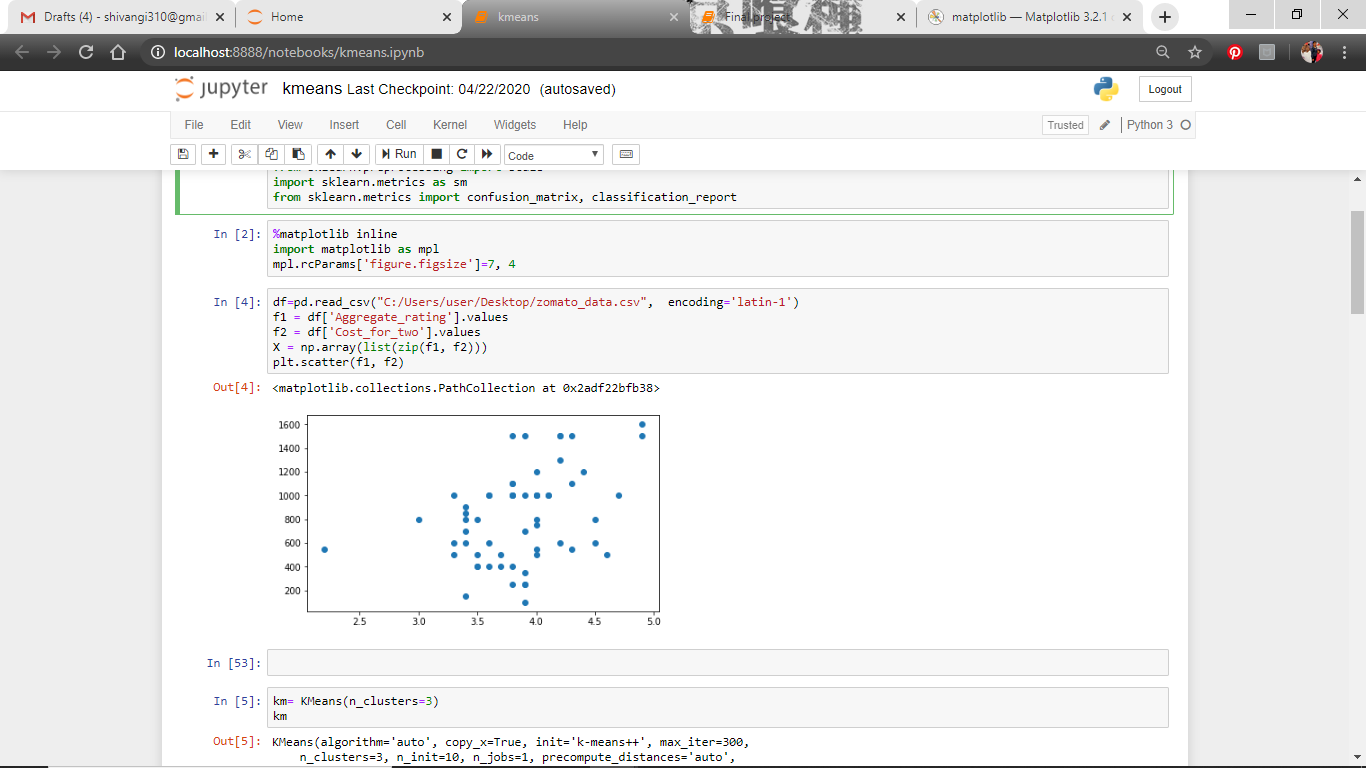 Drafts (4) - shivangi310@gmai
Home
kmeans
Final project
matplotlib — Matplotlib 3.2.1
localhost:8888/notebooks/kmeans.ipynb
jupyter kmeans Last Checkpoint: 04/22/2020 (autosaved)
Logout
File Edit View Insert Cell Kernel Widgets Help
Trusted
Python 3
Run
Code
import sklearn.metrics as sm
from sklearn.metrics import confusion_matrix, classification_report
In [2]: %matplotlib inline
import matplotlib as mpl
mpl.rcParams['figure.figsize']=7, 4
In [4]: df=pd.read_csv("C:/Users/user/Desktop/zomato_data.csv",  encoding='latin-1')
f1 = df['Aggregate_rating'].values
f2 = df['Cost_for_two'].values
X = np.array(list(zip(f1, f2)))
plt.scatter(f1, f2)
Out[4]: <matplotlib.collections.PathCollection at 0x2adf22bfb38>
1600
1400
1200
1000
800
600
400
200
2.5 3.0 3.5 4.0 4.5 5.0
In [53]:
In [5]: km= KMeans(n_clusters=3)
km
Out[5]: KMeans(algorithm='auto', copy_x=True, init='k-means++', max_iter=300,
n_clusters=3, n_init=10, n_jobs=1, precompute_distances='auto',